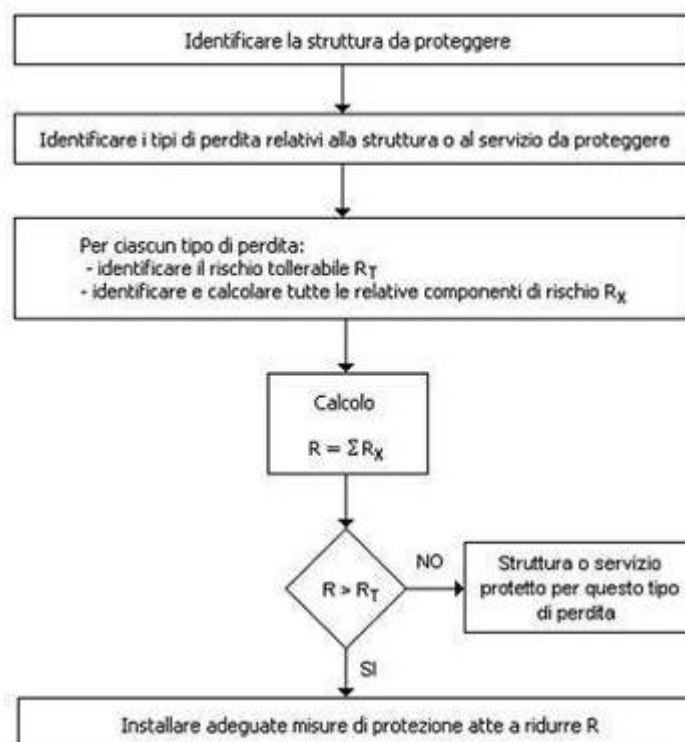 Identificare la struttura da proteggere
Identificare i tipi di perdita relativi alla struttura o al servizio da proteggere
Per ciascun tipo di perdita:
- identificare il rischio tollerabile RT
- identificare e calcolare tutte le relative componenti di rischio RX
Calcolo
R = ΣRX
R > RT
NO
Struttura o servizio
protetto per questo tipo
di perdita
SI
Installare adeguate misure di protezione atte a ridurre R